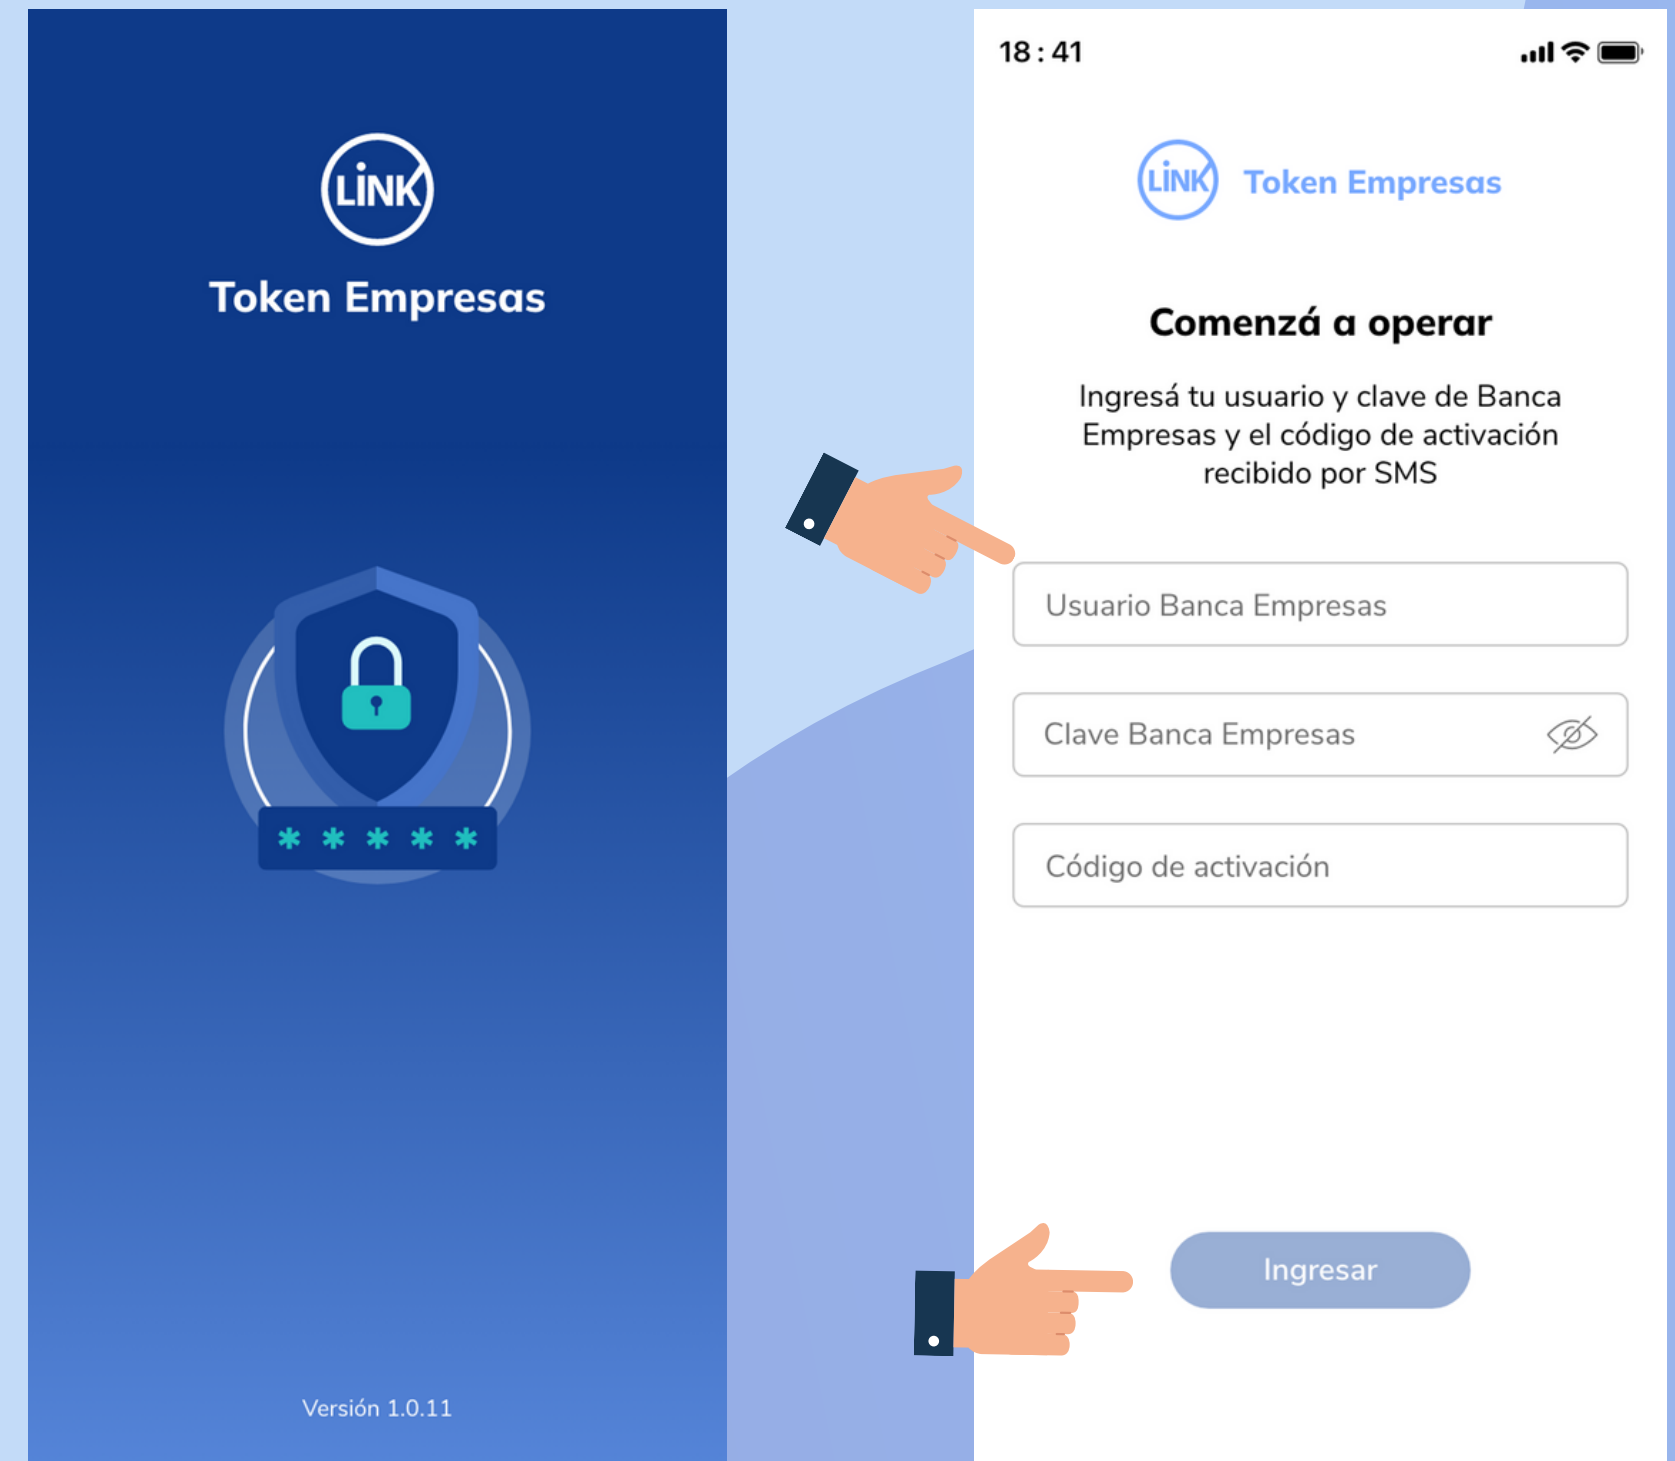 LiNK
Token Empresas
* * * * *
Versión 1.0.11
18 : 41
LiNK Token Empresas
Comenzá a operar
Ingresá tu usuario y clave de Banca
Empresas y el código de activación
recibido por SMS
Usuario Banca Empresas
Clave Banca Empresas
Código de activación
Ingresar